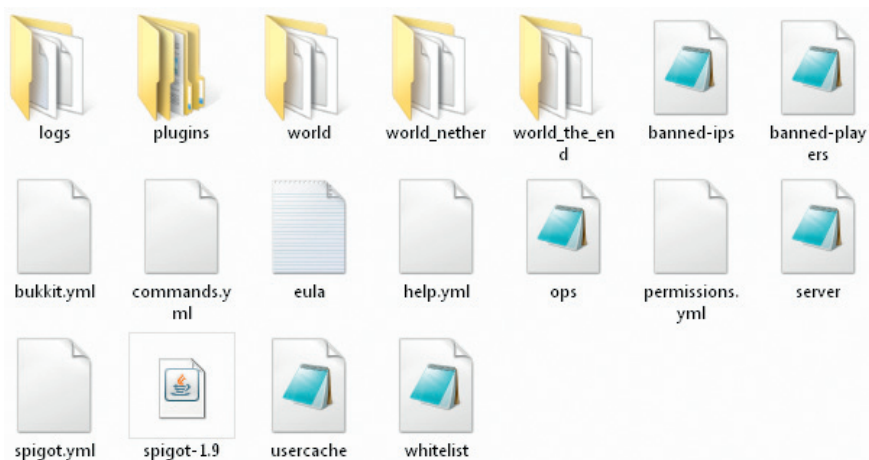 logs
plugins
world
world_nether
world_the_en
d
banned-ips
banned-play
ers
bukkit.yml
commands.y
ml
eula
help.yml
ops
permissions.
yml
server
spigot.yml
spigot-1.9
usercache
whitelist